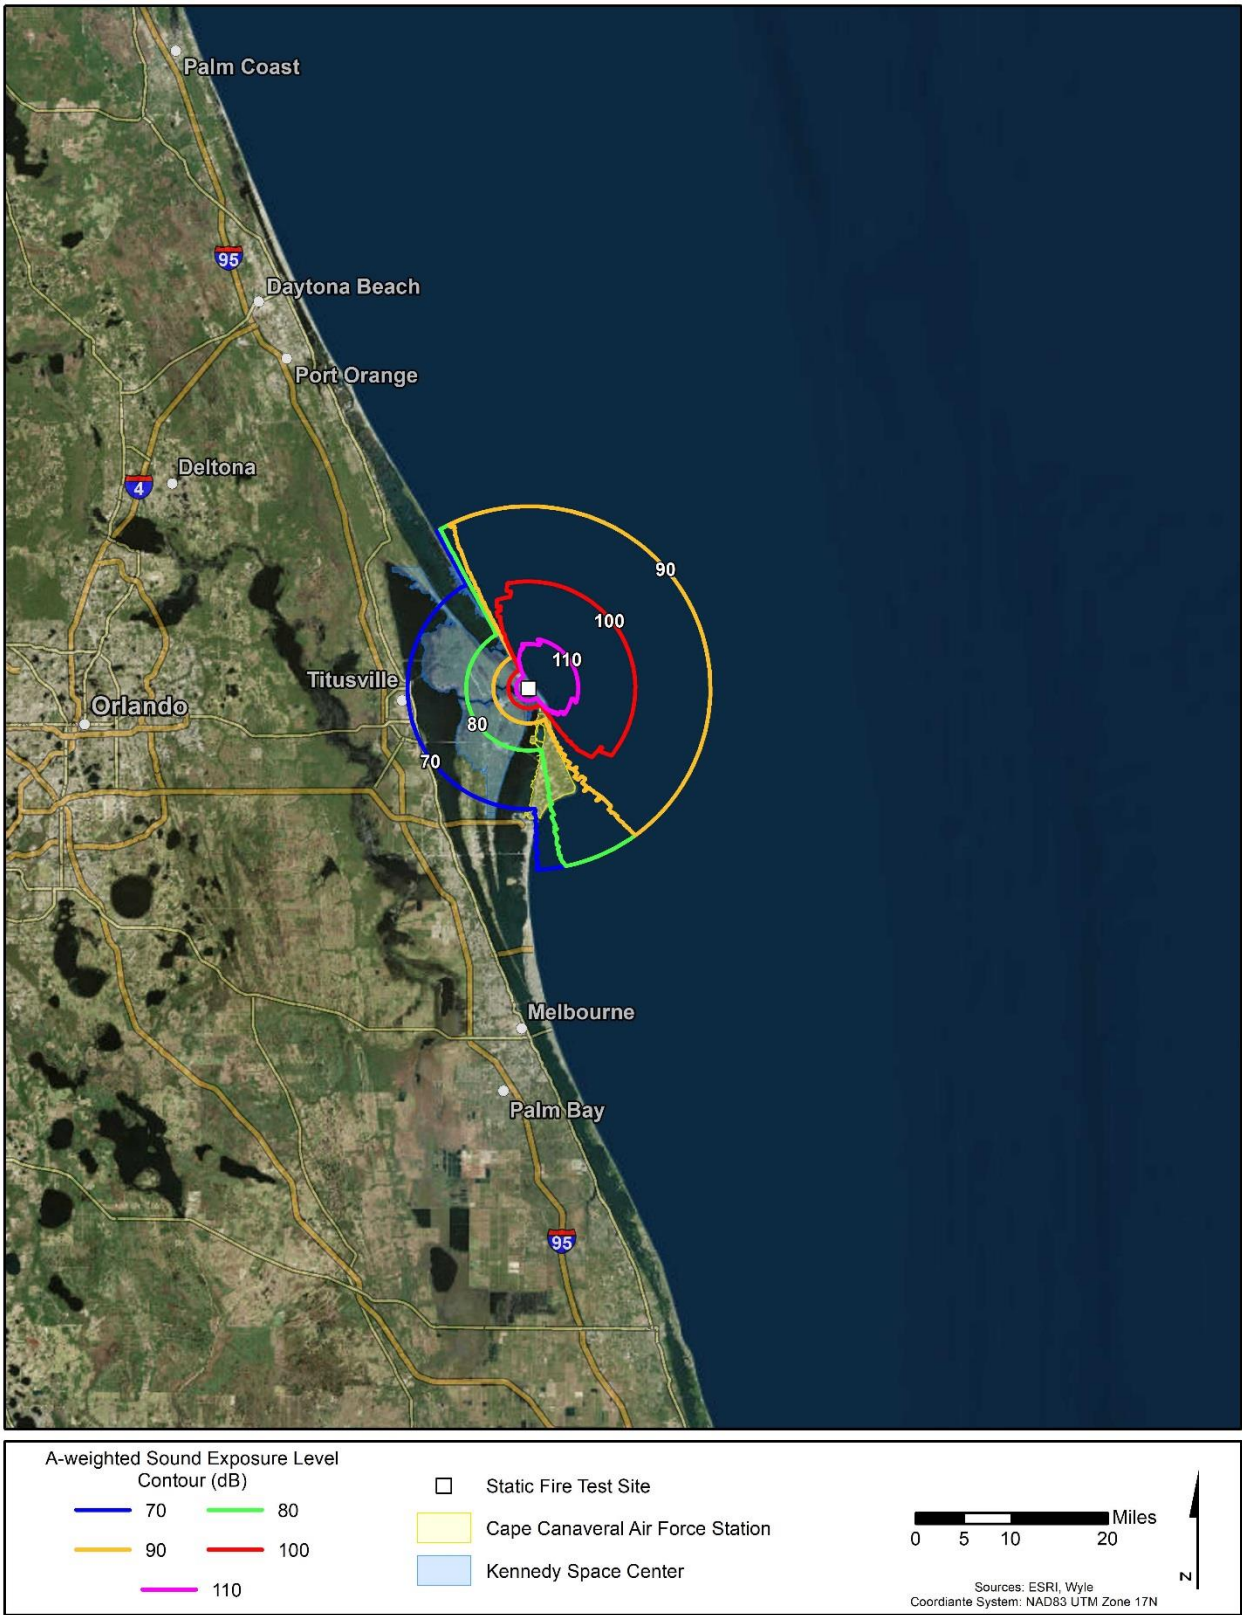 Palm Coast
95
Daytona Beach
Port Orange
Deltona
4
90
100
110
Titusville
Orlando
80
70
Melbourne
Palm Bay
95
A-weighted Sound Exposure Level
Contour (dB)
70
80
90
100
110
Static Fire Test Site
Cape Canaveral Air Force Station
Kennedy Space Center
Miles
0 5 10 20
N
Sources: ESRI, Wyle
Coordiante System: NAD83 UTM Zone 17N